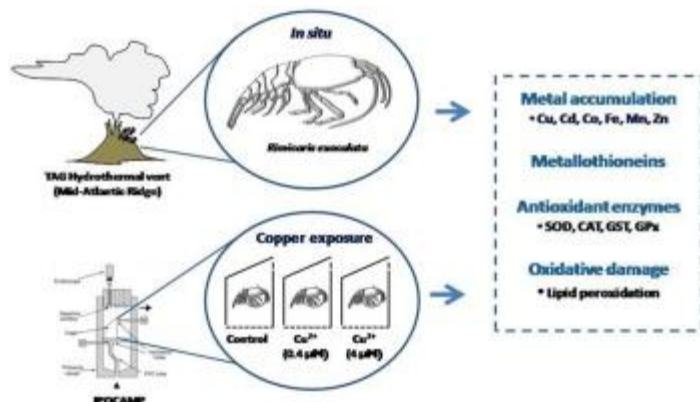 In situ
Rimicaris exoculata
TAG Hydrothermal vent
(Mid-Atlantic Ridge)
Metal accumulation
• Cu, Cd, Co, Fe, Mn, Zn
Metallothioneins
Antioxidant enzymes
• SOD, CAT, GST, GPx
Oxidative damage
• Lipid peroxidation
Copper exposure
Control
Cu²⁺
(0.4 µM)
Cu²⁺
(4 µM)
IPOCAMP